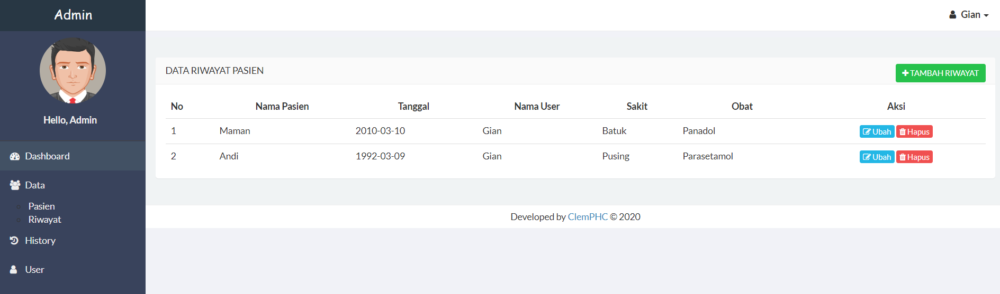 Admin
Gian
Hello, Admin
Dashboard
Data
Pasien
Riwayat
History
User
DATA RIWAYAT PASIEN
TAMBAH RIWAYAT
No Nama Pasien Tanggal Nama User Sakit Obat Aksi
1 Maman 2010-03-10 Gian Batuk Panadol Ubah Hapus
2 Andi 1992-03-09 Gian Pusing Parasetamol Ubah Hapus
Developed by ClemPHC © 2020